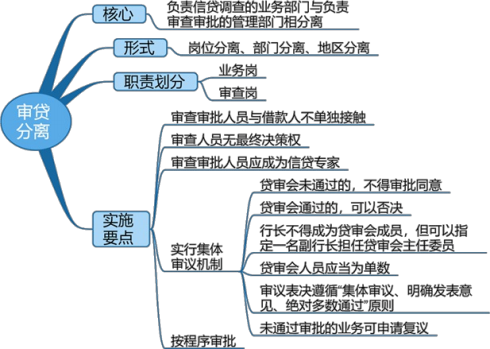 审贷
分离
核心
负责信贷调查的业务部门与负责
审查审批的管理部门相分离
形式
岗位分离、部门分离、地区分离
职责划分
业务岗
审查岗
实施
要点
审查审批人员与借款人不单独接触
审查人员无最终决策权
审查审批人员应成为信贷专家
实行集体
审议机制
贷审会未通过的，不得审批同意
贷审会通过的，可以否决
行长不得成为贷审会成员，但可以指
定一名副行长担任贷审会主任委员
贷审会人员应当为单数
审议表决遵循“集体审议、明确发表意
见、绝对多数通过”原则
未通过审批的业务可申请复议
按程序审批